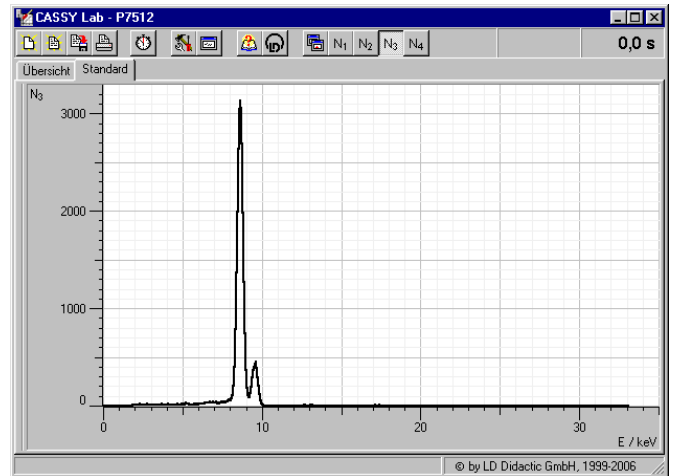 CASSY Lab - P7512
N₁ N₂ N₃ N₄ 0,0 s
Übersicht Standard
N₃
3000
2000
1000
0
0 10 20 30
E / keV
© by LD Didactic GmbH, 1999-2006